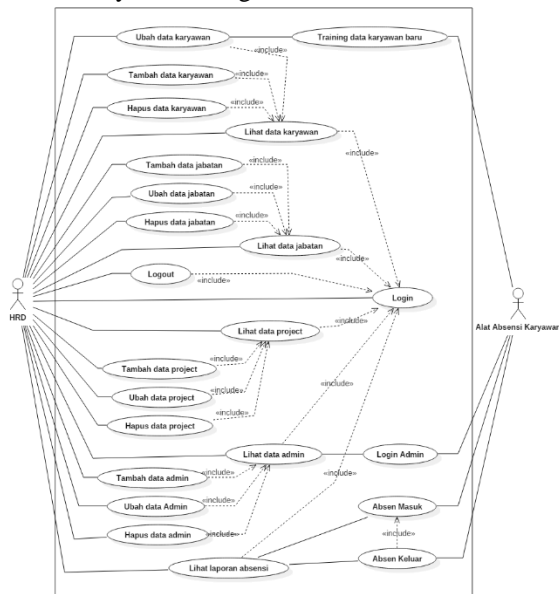 Ubah data karyawan
Training data karyawan baru
«include»
Tambah data karyawan
«include»
Hapus data karyawan
«include»
Lihat data karyawan
«include»
Tambah data jabatan
«include»
Ubah data jabatan
«include»
Hapus data jabatan
«include»
Lihat data jabatan
«include»
Logout
«include»
Login
HRD
Alat Absensi Karyawan
Lihat data project
«include»
Tambah data project
«include»
Ubah data project
«include»
Hapus data project
«include»
«include»
Lihat data admin
Login Admin
Tambah data admin
«include»
«include»
Ubah data Admin
«include»
Hapus data admin
«include»
Absen Masuk
«include»
Absen Keluar
Lihat laporan absensi